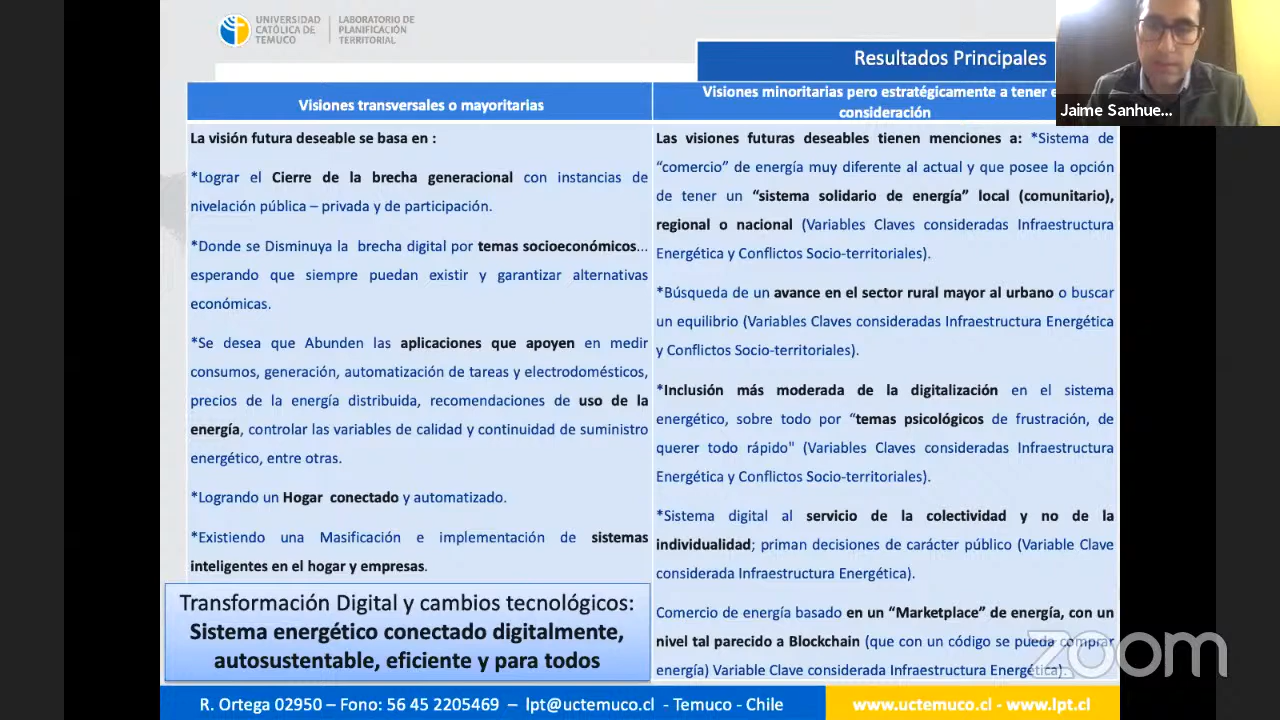 UNIVERSIDAD
CATÓLICA DE
TEMUCO
LABORATORIO DE
PLANIFICACIÓN
TERRITORIAL
Resultados Principales
Jaime Sanhue...
Visiones transversales o mayoritarias
La visión futura deseable se basa en :
*Lograr el Cierre de la brecha generacional con instancias de
nivelación pública – privada y de participación.
*Donde se Disminuya la brecha digital por temas socioeconómicos...
esperando que siempre puedan existir y garantizar alternativas
económicas.
*Se desea que Abunden las aplicaciones que apoyen en medir
consumos, generación, automatización de tareas y electrodomésticos,
precios de la energía distribuida, recomendaciones de uso de la
energía, controlar las variables de calidad y continuidad de suministro
energético, entre otras.
*Logrando un Hogar conectado y automatizado.
*Existiendo una Masificación e implementación de sistemas
inteligentes en el hogar y empresas.
Transformación Digital y cambios tecnológicos:
Sistema energético conectado digitalmente,
autosustentable, eficiente y para todos
Visiones minoritarias pero estratégicamente a tener e
consideración
Las visiones futuras deseables tienen menciones a: *Sistema de
“comercio” de energía muy diferente al actual y que posee la opción
de tener un “sistema solidario de energía” local (comunitario),
regional o nacional (Variables Claves consideradas Infraestructura
Energética y Conflictos Socio-territoriales).
*Búsqueda de un avance en el sector rural mayor al urbano o buscar
un equilibrio (Variables Claves consideradas Infraestructura Energética
y Conflictos Socio-territoriales).
*Inclusión más moderada de la digitalización en el sistema
energético, sobre todo por “temas psicológicos de frustración, de
querer todo rápido" (Variables Claves consideradas Infraestructura
Energética y Conflictos Socio-territoriales).
*Sistema digital al servicio de la colectividad y no de la
individualidad; priman decisiones de carácter público (Variable Clave
considerada Infraestructura Energética).
Comercio de energía basado en un “Marketplace” de energía, con un
nivel tal parecido a Blockchain (que con un código se pueda comprar
energía) Variable Clave considerada Infraestructura Energética).
zoom
R. Ortega 02950 – Fono: 56 45 2205469 – lpt@uctemuco.cl - Temuco - Chile
www.uctemuco.cl - www.lpt.cl